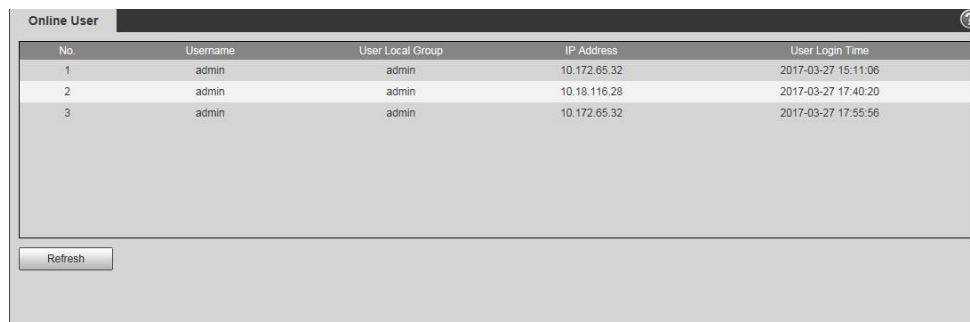 Online User
No. Username User Local Group IP Address User Login Time
1 admin admin 10.172.65.32 2017-03-27 15:11:06
2 admin admin 10.18.116.28 2017-03-27 17:40:20
3 admin admin 10.172.65.32 2017-03-27 17:55:56
Refresh